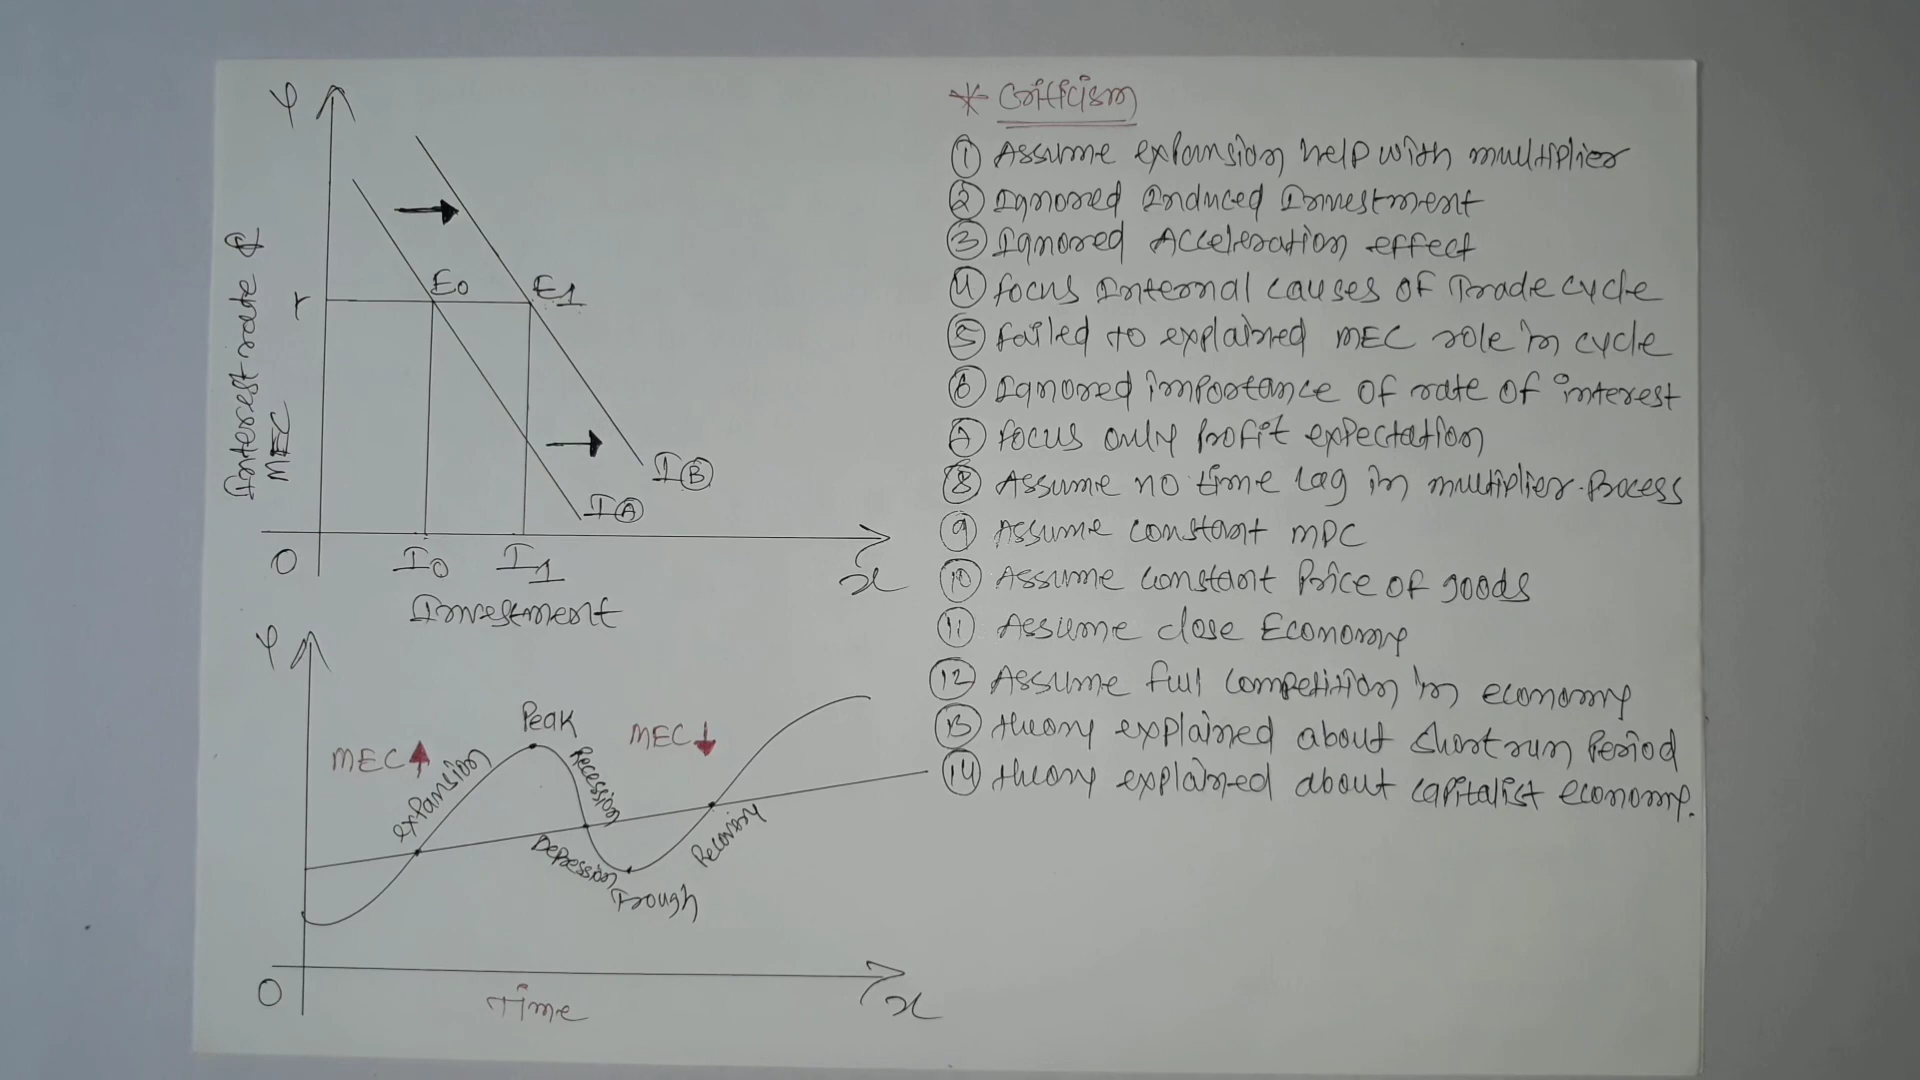 y
Interest rate &
MEC
r
E0
E1
I(B)
I(A)
0
I0
I1
x
Investment
y
MEC↑
expansion
Peak
Recession
MEC↓
Depression
Trough
Recovery
0
Time
x
* Criticism
① Assume expansion help with multiplier
② Ignored Induced Investment
③ Ignored Acceleration effect
④ focus Internal causes of Trade cycle
⑤ failed to explained MEC role in cycle
⑥ Ignored importance of rate of interest
⑦ focus only profit expectation
⑧ Assume no time lag in multiplier process
⑨ Assume constant MPC
⑩ Assume constant Price of goods
⑪ Assume close Economy
⑫ Assume full competition in economy
⑬ theory explained about short run Period
⑭ theory explained about capitalist economy.